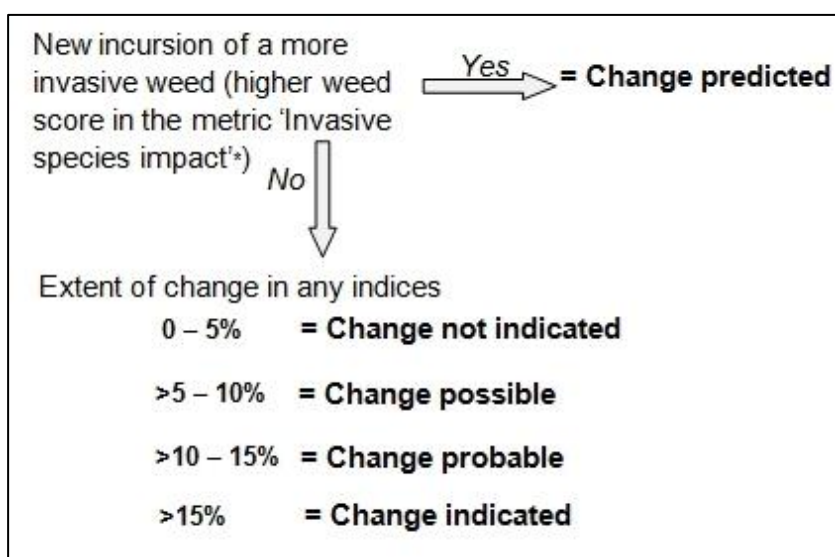 New incursion of a more
invasive weed (higher weed
score in the metric ‘Invasive
species impact’*)
Yes
= Change predicted
No
Extent of change in any indices
0 – 5% = Change not indicated
>5 – 10% = Change possible
>10 – 15% = Change probable
>15% = Change indicated